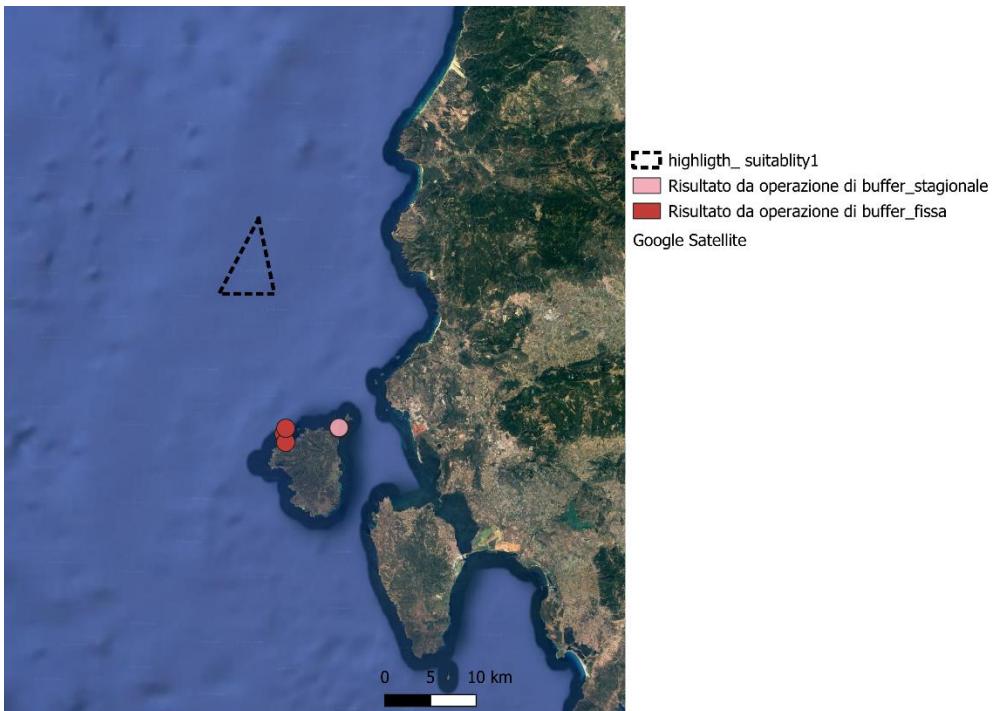 highligth_ suitablity1
Risultato da operazione di buffer_stagionale
Risultato da operazione di buffer_fissa
Google Satellite
0 5 10 km